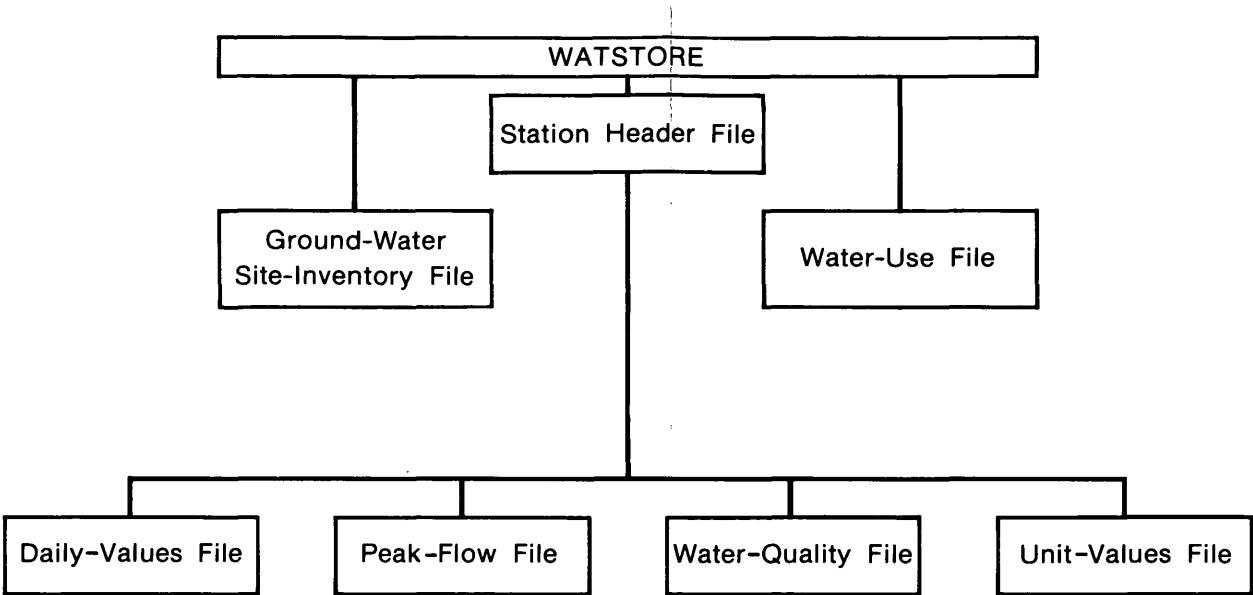 WATSTORE
Station Header File
Ground-Water
Site-Inventory File
Water-Use File
Daily-Values File
Peak-Flow File
Water-Quality File
Unit-Values File